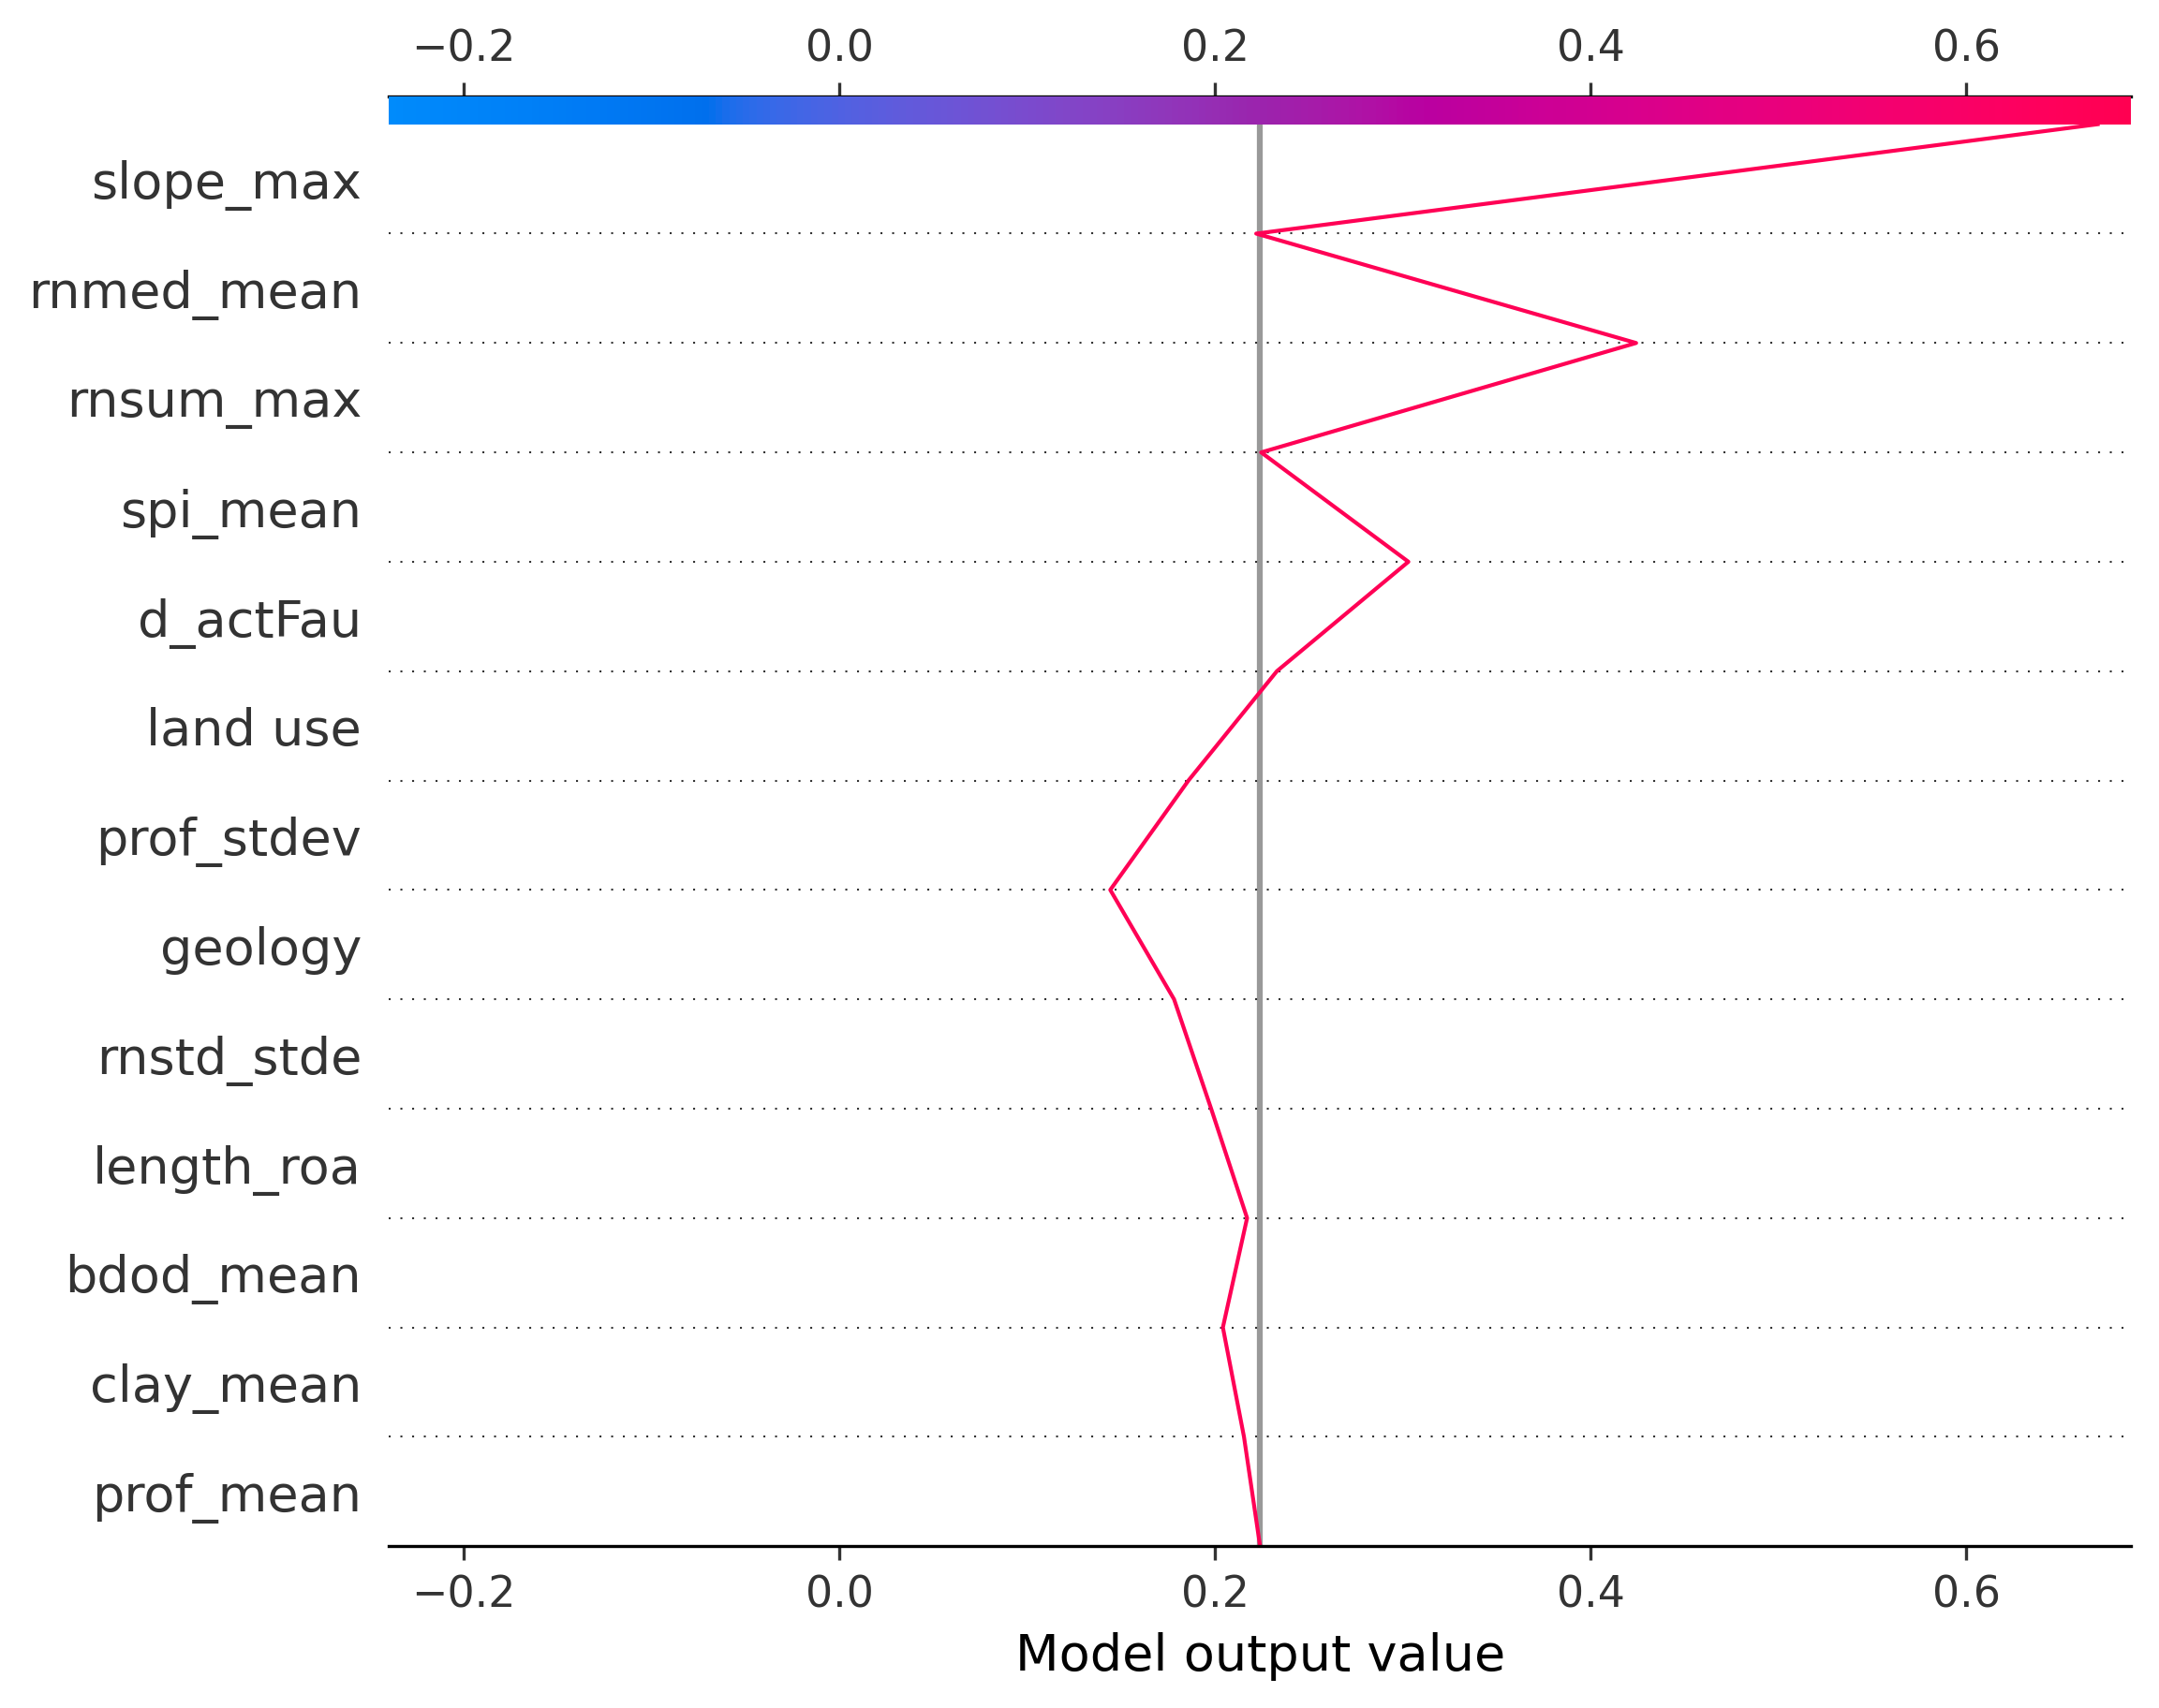 −0.2 0.0 0.2 0.4 0.6
slope_max
rnmed_mean
rnsum_max
spi_mean
d_actFau
land use
prof_stdev
geology
rnstd_stde
length_roa
bdod_mean
clay_mean
prof_mean
−0.2 0.0 0.2 0.4 0.6
Model output value